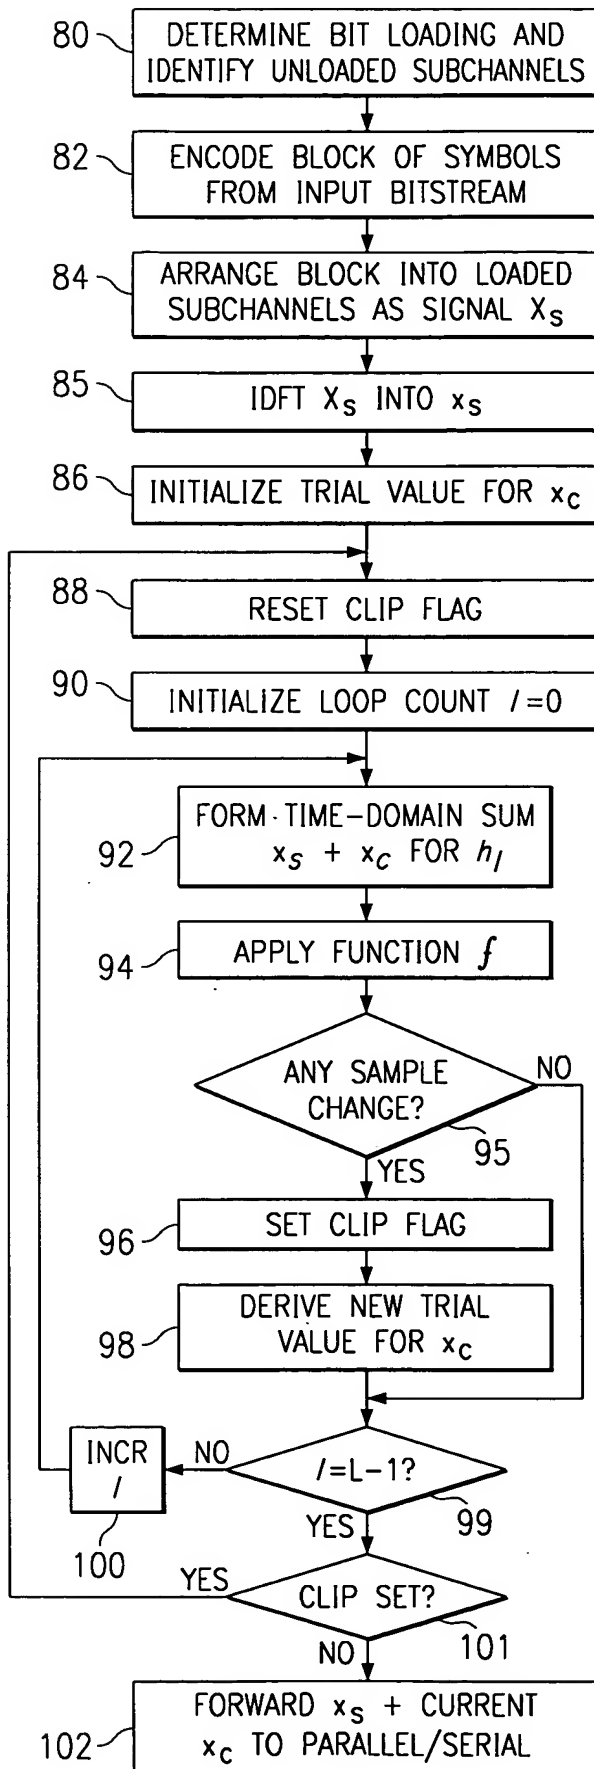 80
DETERMINE BIT LOADING AND
IDENTIFY UNLOADED SUBCHANNELS
82
ENCODE BLOCK OF SYMBOLS
FROM INPUT BITSTREAM
84
ARRANGE BLOCK INTO LOADED
SUBCHANNELS AS SIGNAL Xs
85
IDFT Xs INTO xs
86
INITIALIZE TRIAL VALUE FOR xc
88
RESET CLIP FLAG
90
INITIALIZE LOOP COUNT l=0
92
FORM TIME-DOMAIN SUM
xs + xc FOR hl
94
APPLY FUNCTION f
ANY SAMPLE
CHANGE?
NO
95
YES
96
SET CLIP FLAG
98
DERIVE NEW TRIAL
VALUE FOR xc
INCR
l
100
NO
l=L-1?
99
YES
YES
CLIP SET?
101
NO
102
FORWARD xs + CURRENT
xc TO PARALLEL/SERIAL